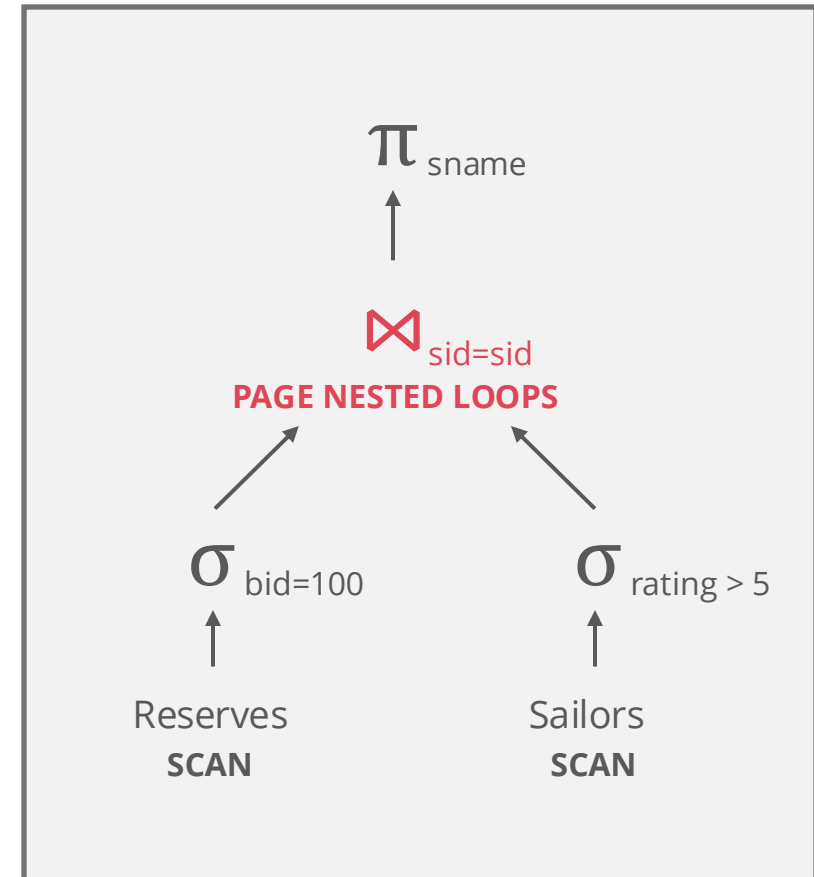 π sname
⋈ sid=sid
PAGE NESTED LOOPS
σ bid=100
σ rating > 5
Reserves
SCAN
Sailors
SCAN